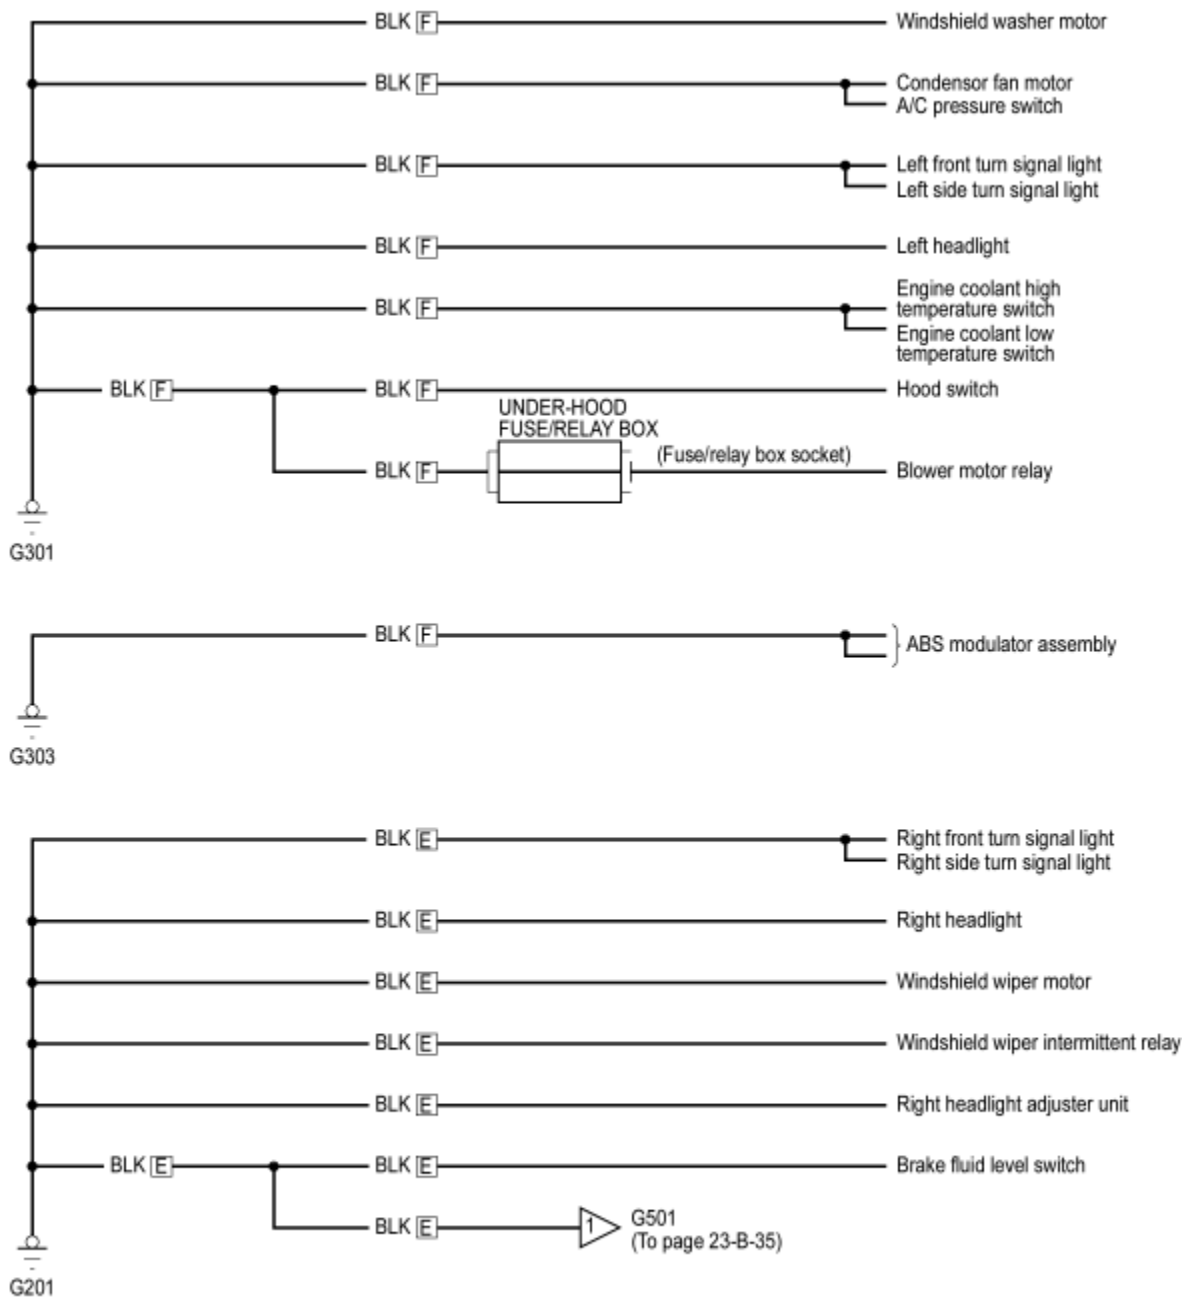 BLK F Windshield washer motor
BLK F Condensor fan motor
A/C pressure switch
BLK F Left front turn signal light
Left side turn signal light
BLK F Left headlight
Engine coolant high
BLK F temperature switch
Engine coolant low
temperature switch
BLK F BLK F Hood switch
UNDER-HOOD
FUSE/RELAY BOX
(Fuse/relay box socket)
BLK F Blower motor relay
G301
BLK F ABS modulator assembly
G303
BLK E Right front turn signal light
Right side turn signal light
BLK E Right headlight
BLK E Windshield wiper motor
BLK E Windshield wiper intermittent relay
BLK E Right headlight adjuster unit
BLK E BLK E Brake fluid level switch
BLK E 1 G501
(To page 23-B-35)
G201